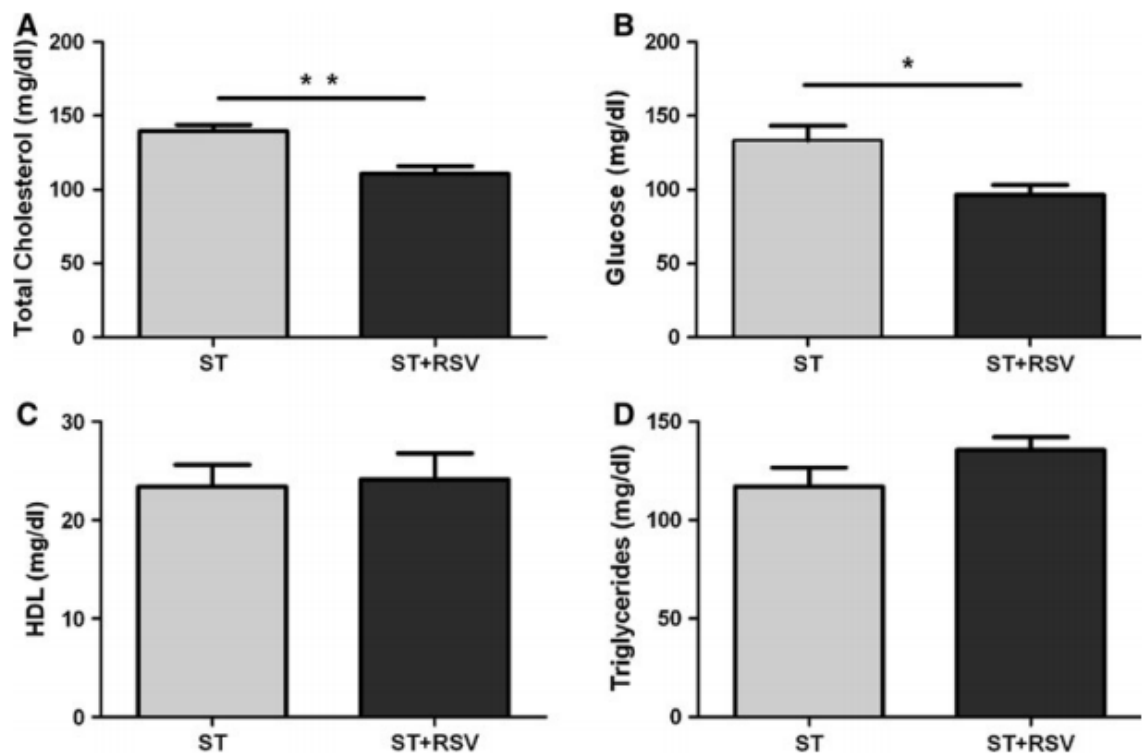 A
Total Cholesterol (mg/dl)
200
150
100
50
0
* *
ST
ST+RSV
B
Glucose (mg/dl)
200
150
100
50
0
*
ST
ST+RSV
C
HDL (mg/dl)
30
20
10
0
ST
ST+RSV
D
Triglycerides (mg/dl)
150
100
50
0
ST
ST+RSV